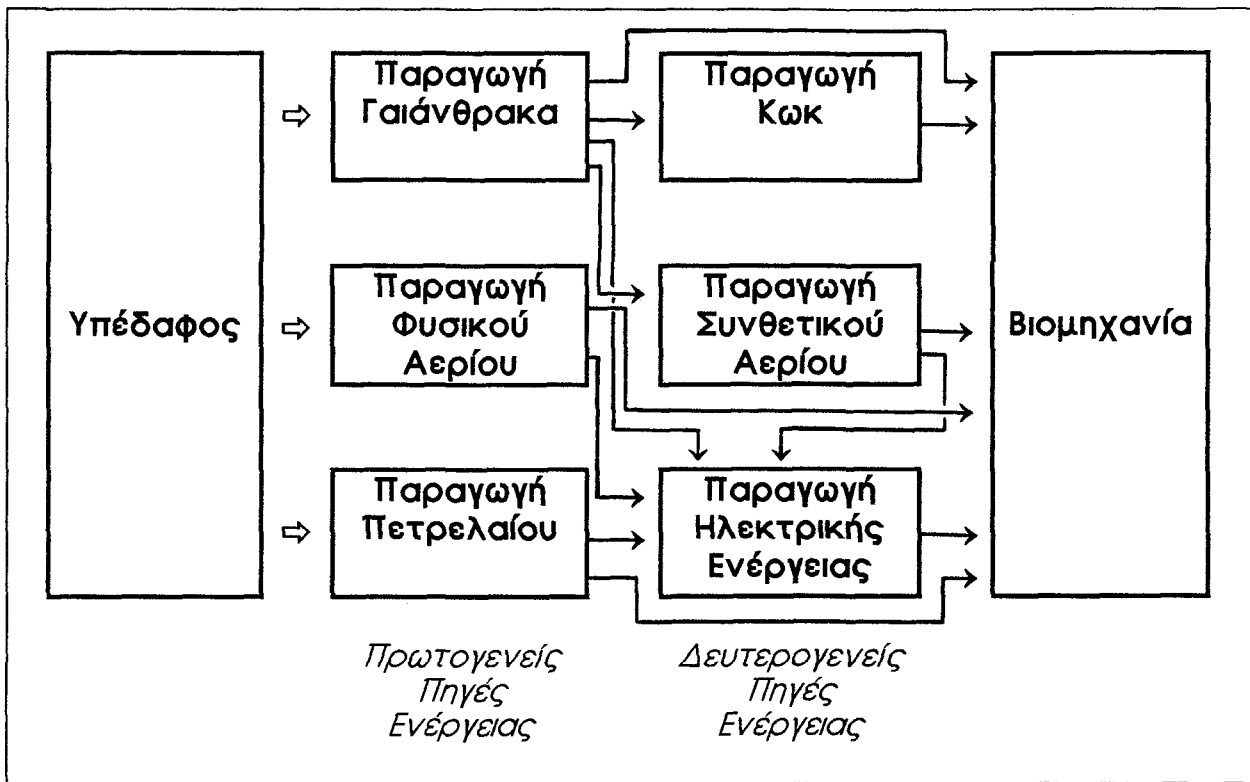 Υπέδαφος
Παραγωγή
Γαιάνθρακα
Παραγωγή
Φυσικού
Αερίου
Παραγωγή
Πετρελαίου
Πρωτογενείς
Πηγές
Ενέργειας
Παραγωγή
Κωκ
Παραγωγή
Συνθετικού
Αερίου
Παραγωγή
Ηλεκτρικής
Ενέργειας
Δευτερογενείς
Πηγές
Ενέργειας
Βιομηχανία